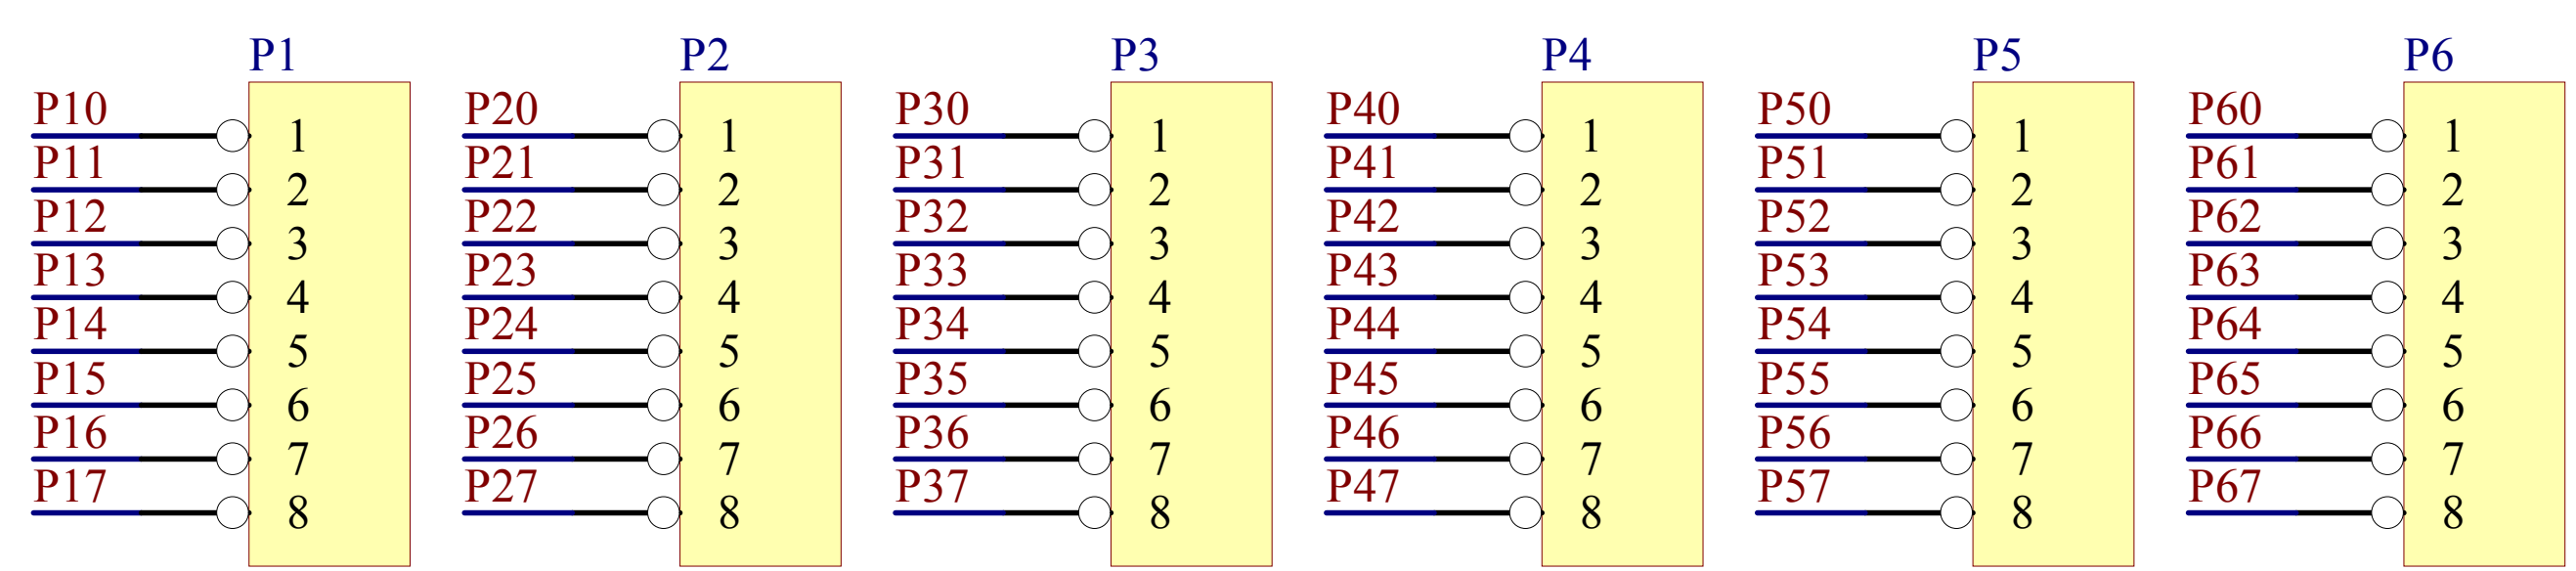 P1 P2 P3 P4 P5 P6
P10 1 P20 1 P30 1 P40 1 P50 1 P60 1
P11 2 P21 2 P31 2 P41 2 P51 2 P61 2
P12 3 P22 3 P32 3 P42 3 P52 3 P62 3
P13 4 P23 4 P33 4 P43 4 P53 4 P63 4
P14 5 P24 5 P34 5 P44 5 P54 5 P64 5
P15 6 P25 6 P35 6 P45 6 P55 6 P65 6
P16 7 P26 7 P36 7 P46 7 P56 7 P66 7
P17 8 P27 8 P37 8 P47 8 P57 8 P67 8